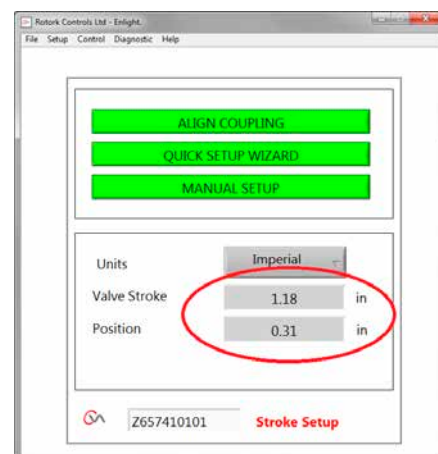 Rotork Controls Ltd - Enlight.
File Setup Control Diagnostic Help
ALIGN COUPLING
QUICK SETUP WIZARD
MANUAL SETUP
Units Imperial
Valve Stroke 1.18 in
Position 0.31 in
Z657410101 Stroke Setup